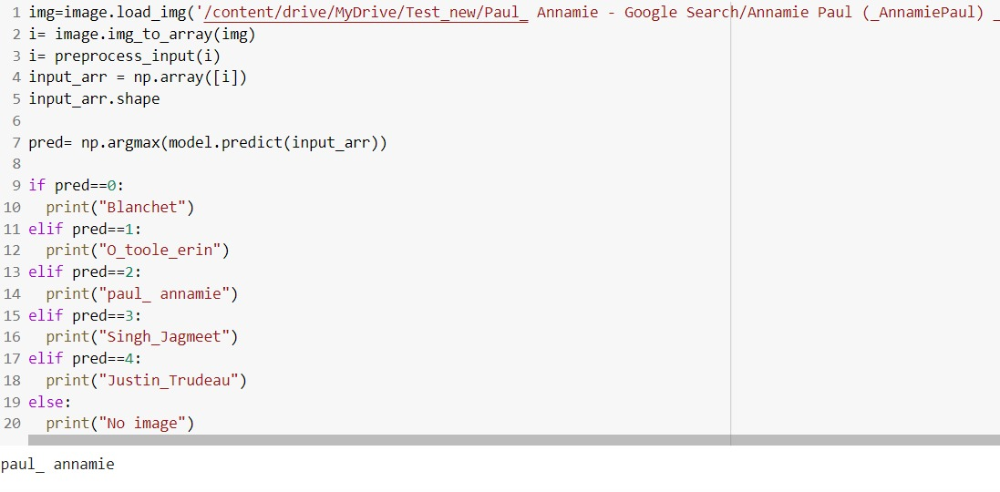 1 img=image.load_img('/content/drive/MyDrive/Test_new/Paul_ Annamie - Google Search/Annamie Paul (_AnnamiePaul) _
2 i= image.img_to_array(img)
3 i= preprocess_input(i)
4 input_arr = np.array([i])
5 input_arr.shape
6
7 pred= np.argmax(model.predict(input_arr))
8
9 if pred==0:
10   print("Blanchet")
11 elif pred==1:
12   print("O_toole_erin")
13 elif pred==2:
14   print("paul_ annamie")
15 elif pred==3:
16   print("Singh_Jagmeet")
17 elif pred==4:
18   print("Justin_Trudeau")
19 else:
20   print("No image")
paul_ annamie